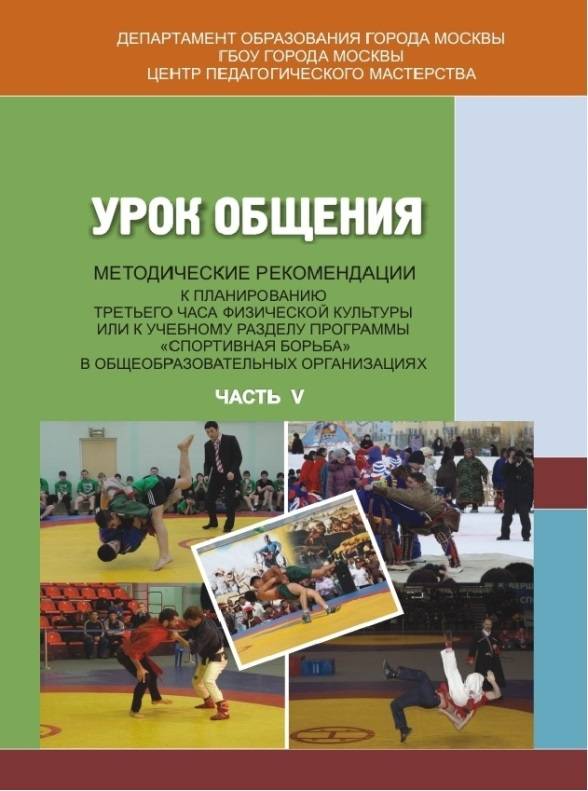 ДЕПАРТАМЕНТ ОБРАЗОВАНИЯ ГОРОДА МОСКВЫ
ГБОУ ГОРОДА МОСКВЫ
ЦЕНТР ПЕДАГОГИЧЕСКОГО МАСТЕРСТВА
УРОК ОБЩЕНИЯ
МЕТОДИЧЕСКИЕ РЕКОМЕНДАЦИИ
К ПЛАНИРОВАНИЮ
ТРЕТЬЕГО ЧАСА ФИЗИЧЕСКОЙ КУЛЬТУРЫ
ИЛИ К УЧЕБНОМУ РАЗДЕЛУ ПРОГРАММЫ
«СПОРТИВНАЯ БОРЬБА»
В ОБЩЕОБРАЗОВАТЕЛЬНЫХ ОРГАНИЗАЦИЯХ
ЧАСТЬ V